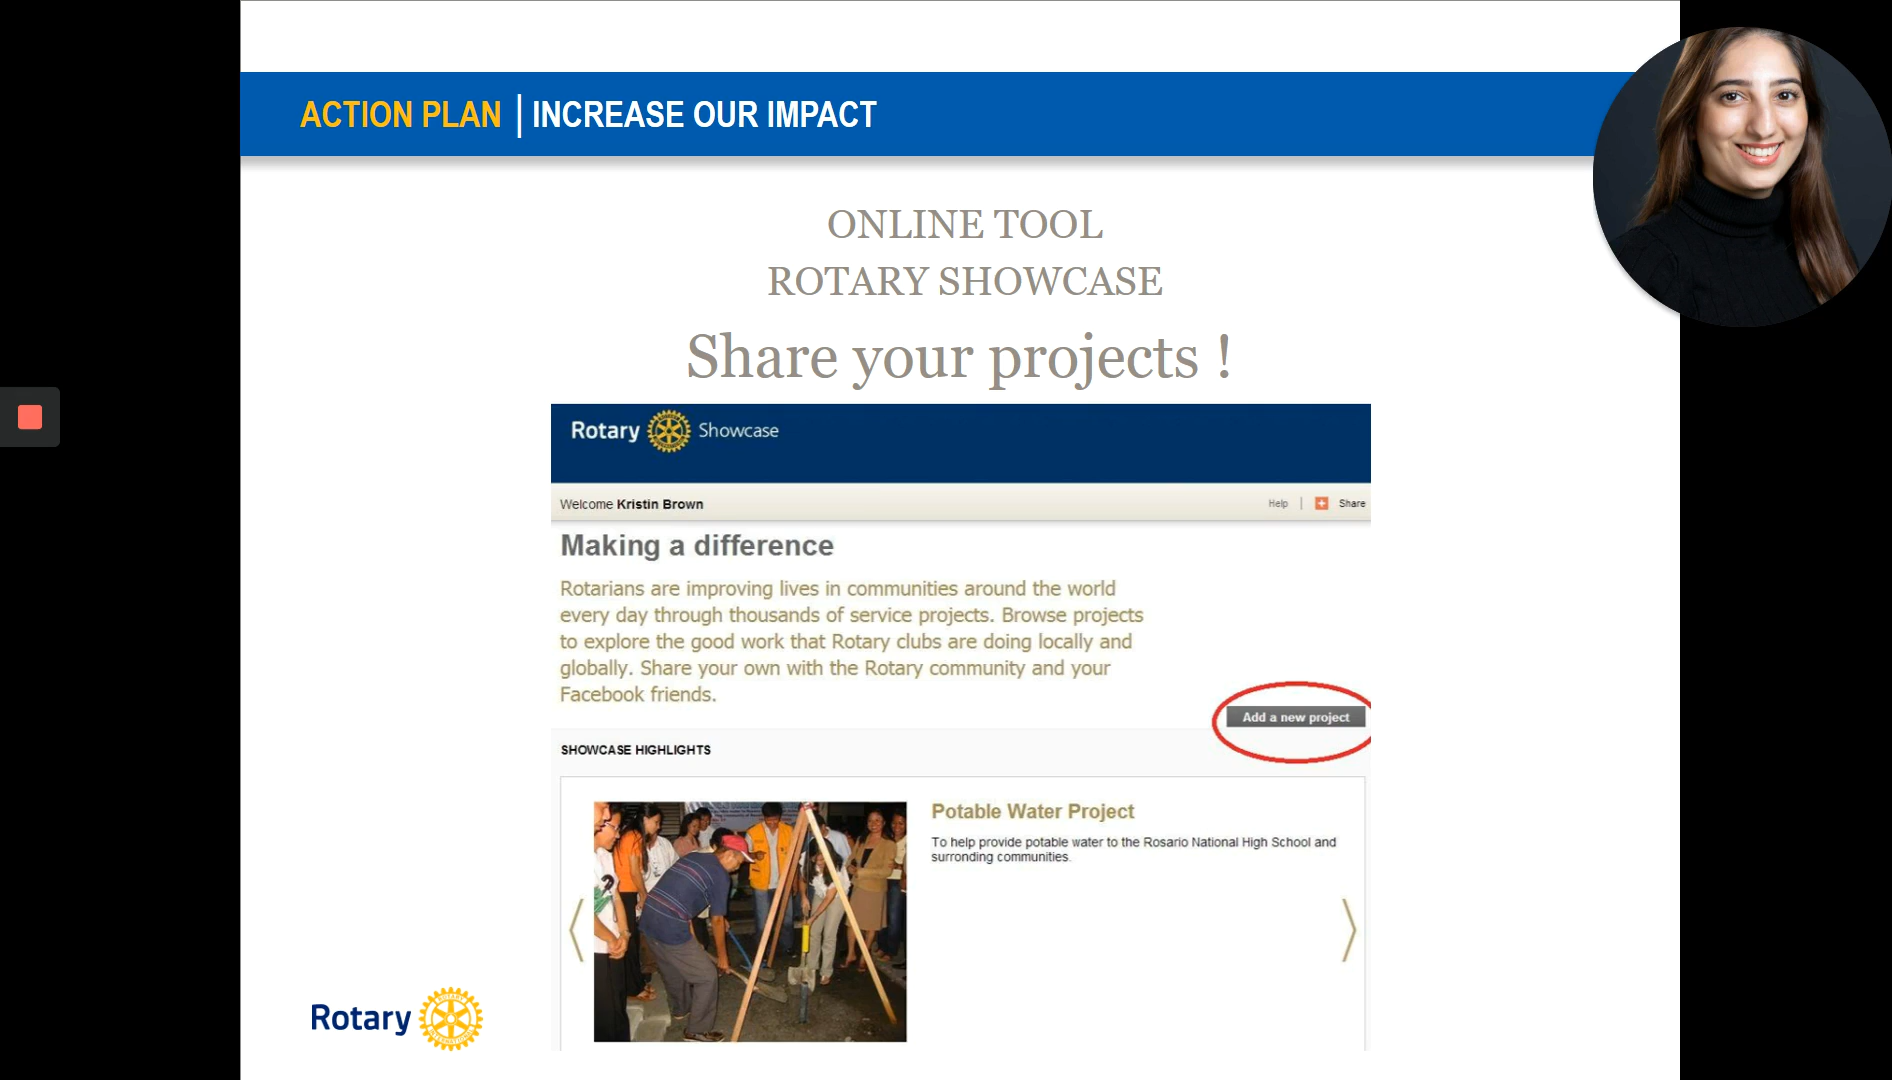 ACTION PLAN | INCREASE OUR IMPACT
ONLINE TOOL
ROTARY SHOWCASE
Share your projects !
Rotary Showcase
Welcome Kristin Brown
Help | Share
Making a difference
Rotarians are improving lives in communities around the world
every day through thousands of service projects. Browse projects
to explore the good work that Rotary clubs are doing locally and
globally. Share your own with the Rotary community and your
Facebook friends.
Add a new project
SHOWCASE HIGHLIGHTS
Potable Water Project
To help provide potable water to the Rosario National High School and
surronding communities.
Rotary
ROTARY
INTERNATIONAL